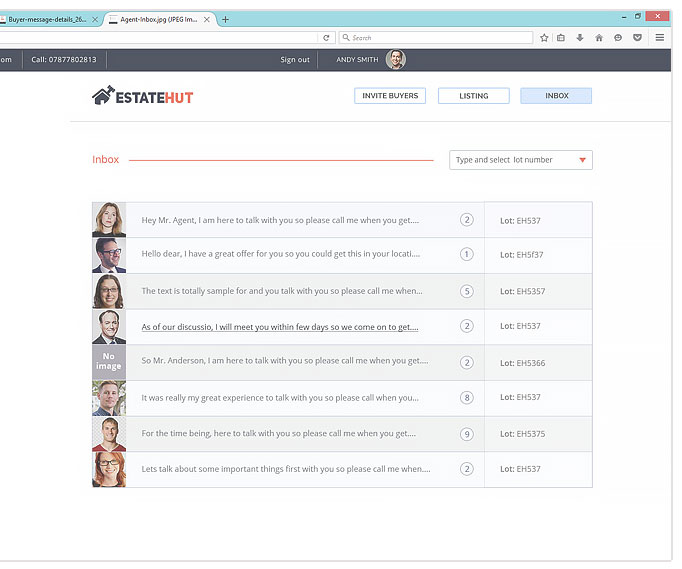 Buyer-message-details_26...
Agent-Inbox.jpg (JPEG Im...
Search
om
Call: 07877802813
Sign out
ANDY SMITH
ESTATEHUT
INVITE BUYERS
LISTING
INBOX
Inbox
Type and select lot number
Hey Mr. Agent, I am here to talk with you so please call me when you get.... 2 Lot: EH537
Hello dear, I have a great offer for you so you could get this in your locati.... 1 Lot: EH5f37
The text is totally sample for and you talk with you so please call me when... 5 Lot: EH5357
As of our discussio, I will meet you within few days so we come on to get.... 2 Lot: EH537
No
image
So Mr. Anderson, I am here to talk with you so please call me when you get.... 2 Lot: EH5366
It was really my great experience to talk with you so please call me when you... 8 Lot: EH537
For the time being, here to talk with you so please call me when you get.... 9 Lot: EH5375
Lets talk about some important things first with you so please call me when.... 2 Lot: EH537